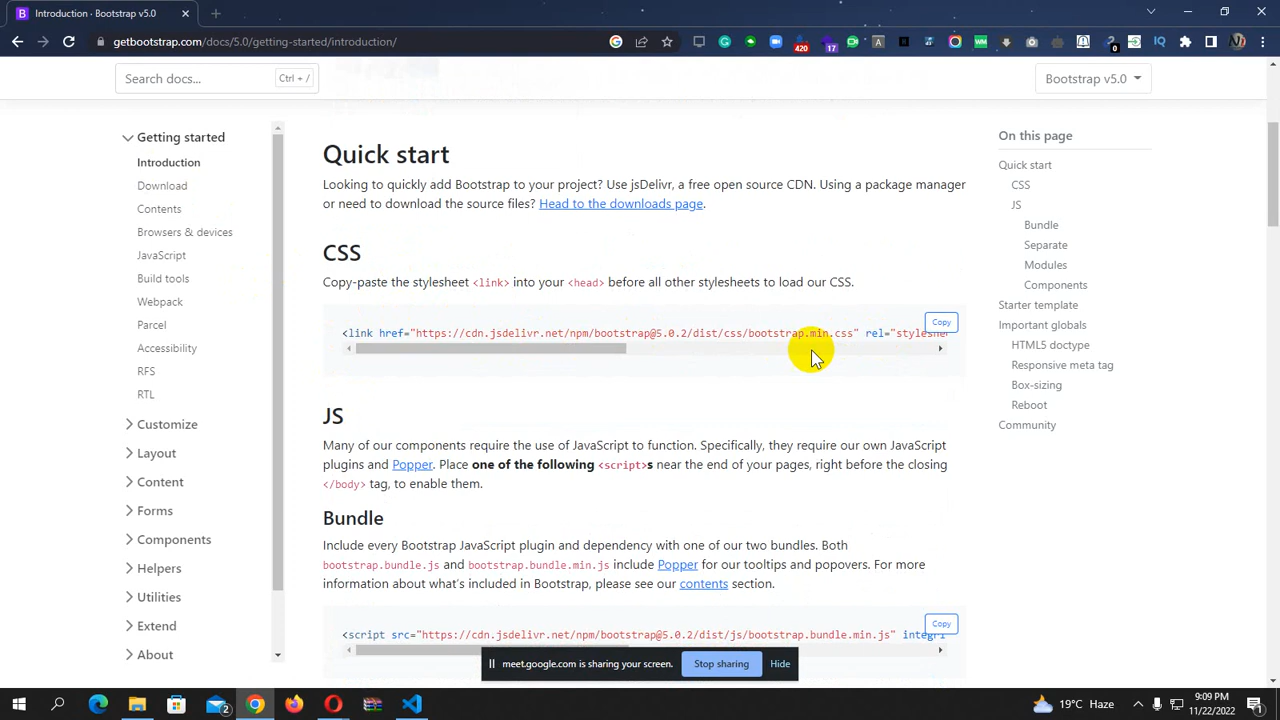 Introduction · Bootstrap v5.0
getbootstrap.com/docs/5.0/getting-started/introduction/
420
17
0
Search docs...
Ctrl + /
Bootstrap v5.0
Getting started
Introduction
Download
Contents
Browsers & devices
JavaScript
Build tools
Webpack
Parcel
Accessibility
RFS
RTL
Customize
Layout
Content
Forms
Components
Helpers
Utilities
Extend
About
Quick start
Looking to quickly add Bootstrap to your project? Use jsDelivr, a free open source CDN. Using a package manager
or need to download the source files? Head to the downloads page.
CSS
Copy-paste the stylesheet <link> into your <head> before all other stylesheets to load our CSS.
Copy
<link href="https://cdn.jsdelivr.net/npm/bootstrap@5.0.2/dist/css/bootstrap.min.css" rel="styleshe
JS
Many of our components require the use of JavaScript to function. Specifically, they require our own JavaScript
plugins and Popper. Place one of the following <script>s near the end of your pages, right before the closing
</body> tag, to enable them.
Bundle
Include every Bootstrap JavaScript plugin and dependency with one of our two bundles. Both
bootstrap.bundle.js and bootstrap.bundle.min.js include Popper for our tooltips and popovers. For more
information about what's included in Bootstrap, please see our contents section.
Copy
<script src="https://cdn.jsdelivr.net/npm/bootstrap@5.0.2/dist/js/bootstrap.bundle.min.js" integri
On this page
Quick start
CSS
JS
Bundle
Separate
Modules
Components
Starter template
Important globals
HTML5 doctype
Responsive meta tag
Box-sizing
Reboot
Community
meet.google.com is sharing your screen.
Stop sharing
Hide
2
19°C Haze
9:09 PM
11/22/2022